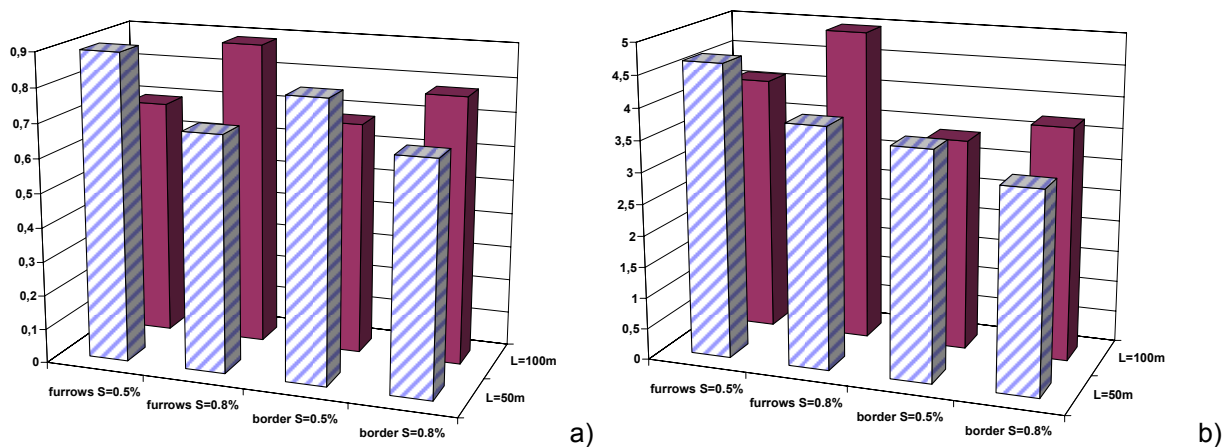 0,9
0,8
0,7
0,6
0,5
0,4
0,3
0,2
0,1
0
furrows S=0.5%
furrows S=0.8%
border S=0.5%
border S=0.8%
L=50m
L=100m
a)
5
4,5
4
3,5
3
2,5
2
1,5
1
0,5
0
furrows S=0.5%
furrows S=0.8%
border S=0.5%
border S=0.8%
L=50m
L=100m
b)